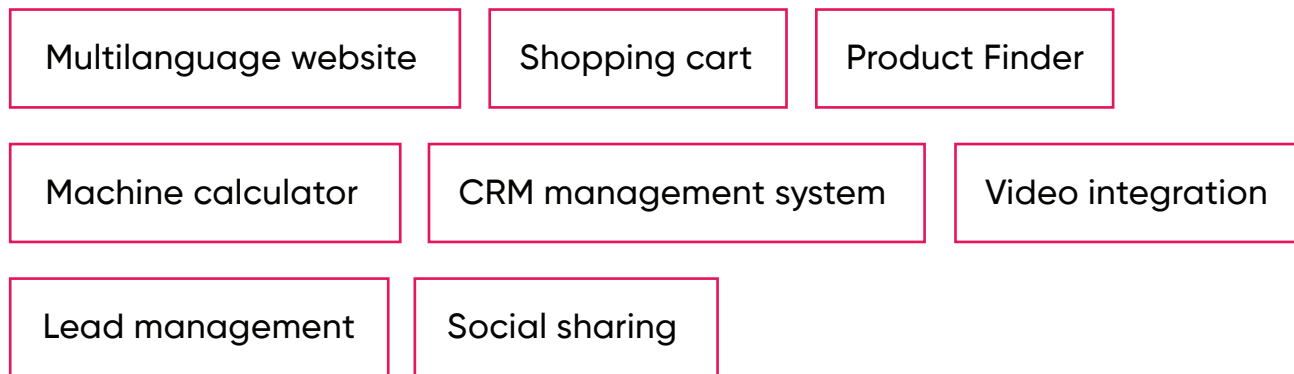 Multilanguage website
Shopping cart
Product Finder
Machine calculator
CRM management system
Video integration
Lead management
Social sharing